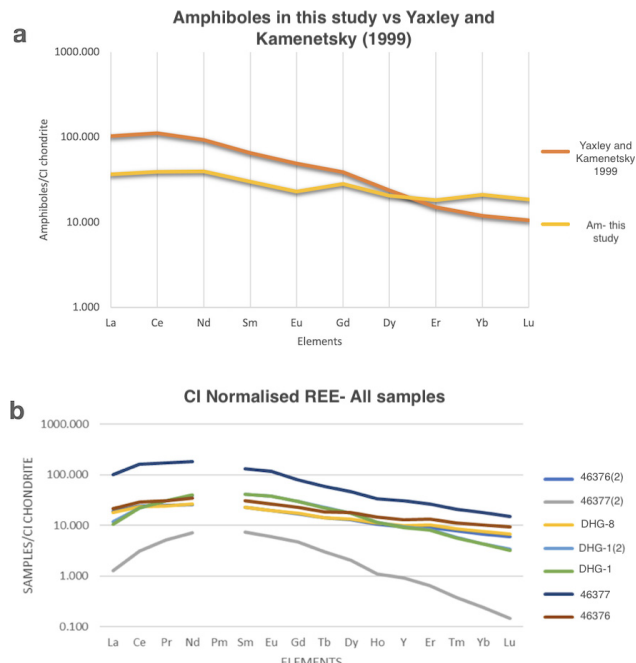 a
Amphiboles in this study vs Yaxley and
Kamenetsky (1999)
1000.000
100.000
10.000
1.000
Amphiboles/CI chondrite
La Ce Nd Sm Eu Gd Dy Er Yb Lu
Elements
Yaxley and
Kamenetsky
1999
Am- this
study
b
CI Normalised REE- All samples
1000.000
100.000
10.000
1.000
0.100
SAMPLES/CI CHONDRITE
La Ce Pr Nd Pm Sm Eu Gd Tb Dy Ho Y Er Tm Yb Lu
ELEMENTS
46376(2)
46377(2)
DHG-8
DHG-1(2)
DHG-1
46377
46376